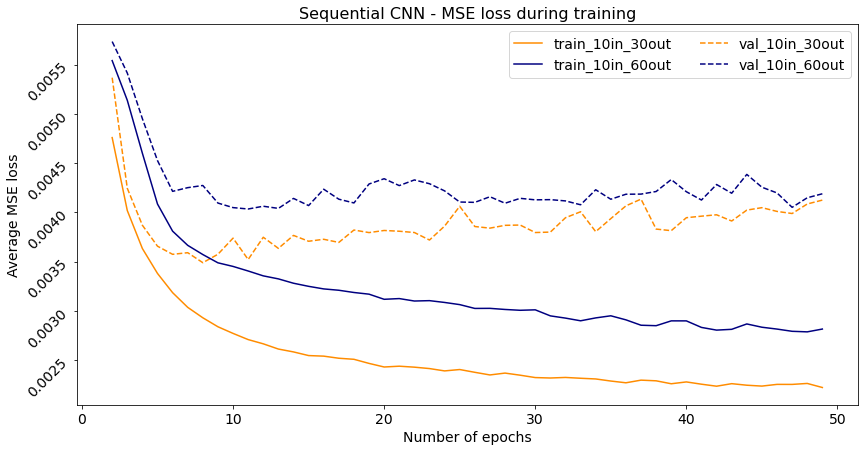 Sequential CNN - MSE loss during training
train_10in_30out
train_10in_60out
val_10in_30out
val_10in_60out
Average MSE loss
0.0055
0.0050
0.0045
0.0040
0.0035
0.0030
0.0025
0
10
20
30
40
50
Number of epochs